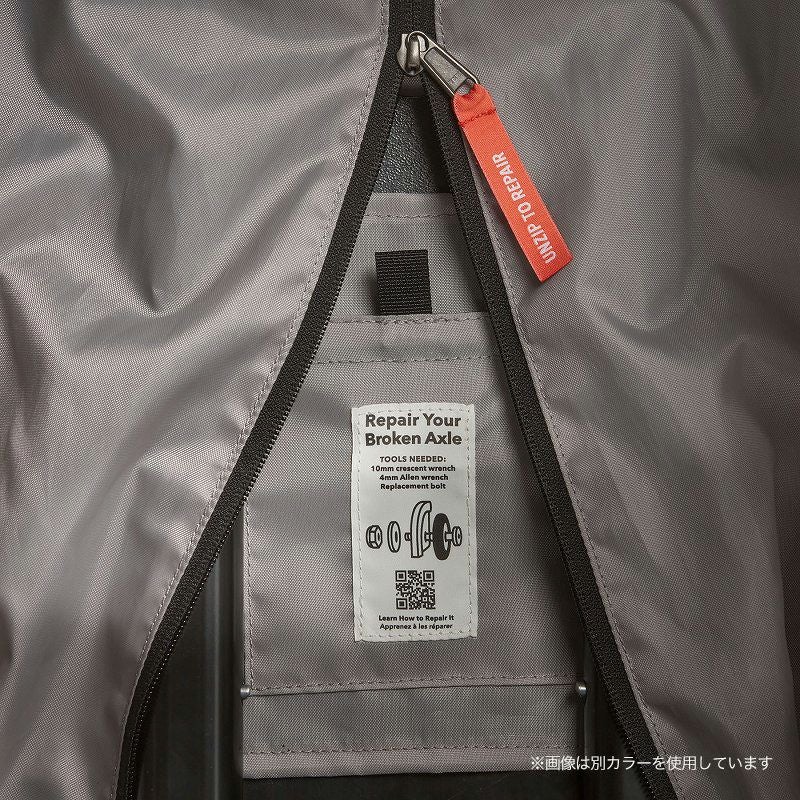 UNZIP TO REPAIR
Repair Your
Broken Axle
TOOLS NEEDED:
10mm crescent wrench
4mm Allen wrench
Replacement bolt
Learn How to Repair It
Apprenez à les réparer
※画像は別カラーを使用しています